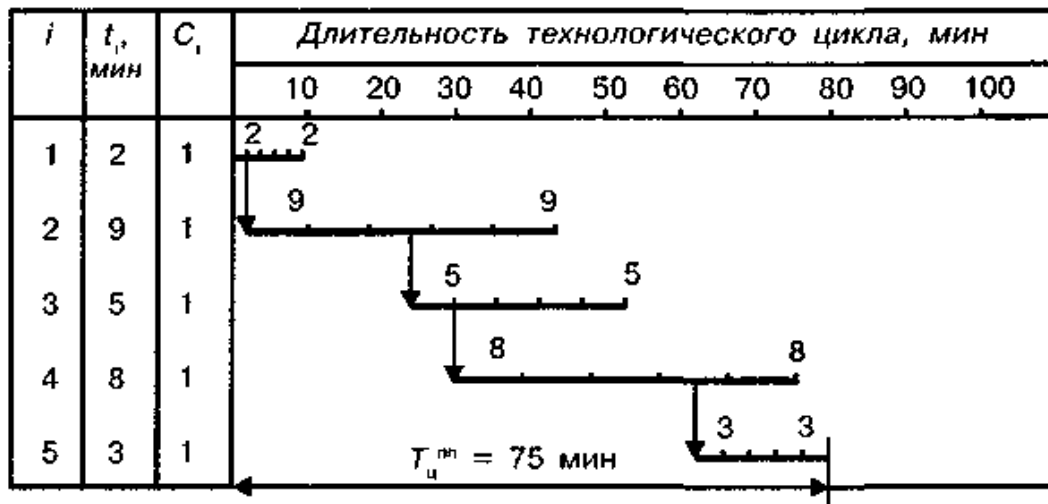 i t_i, мин C_i Длительность технологического цикла, мин
10 20 30 40 50 60 70 80 90 100
1 2 1 2 2
2 9 1 9 9
3 5 1 5 5
4 8 1 8 8
5 3 1 3 3
T_ц^пп = 75 мин